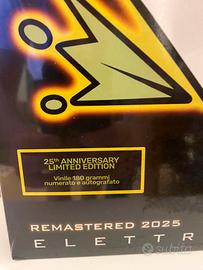 25th ANNIVERSARY
LIMITED EDITION
Vinile 180 grammi
numerato e autografato
REMASTERED 2025
ELETTR
subito